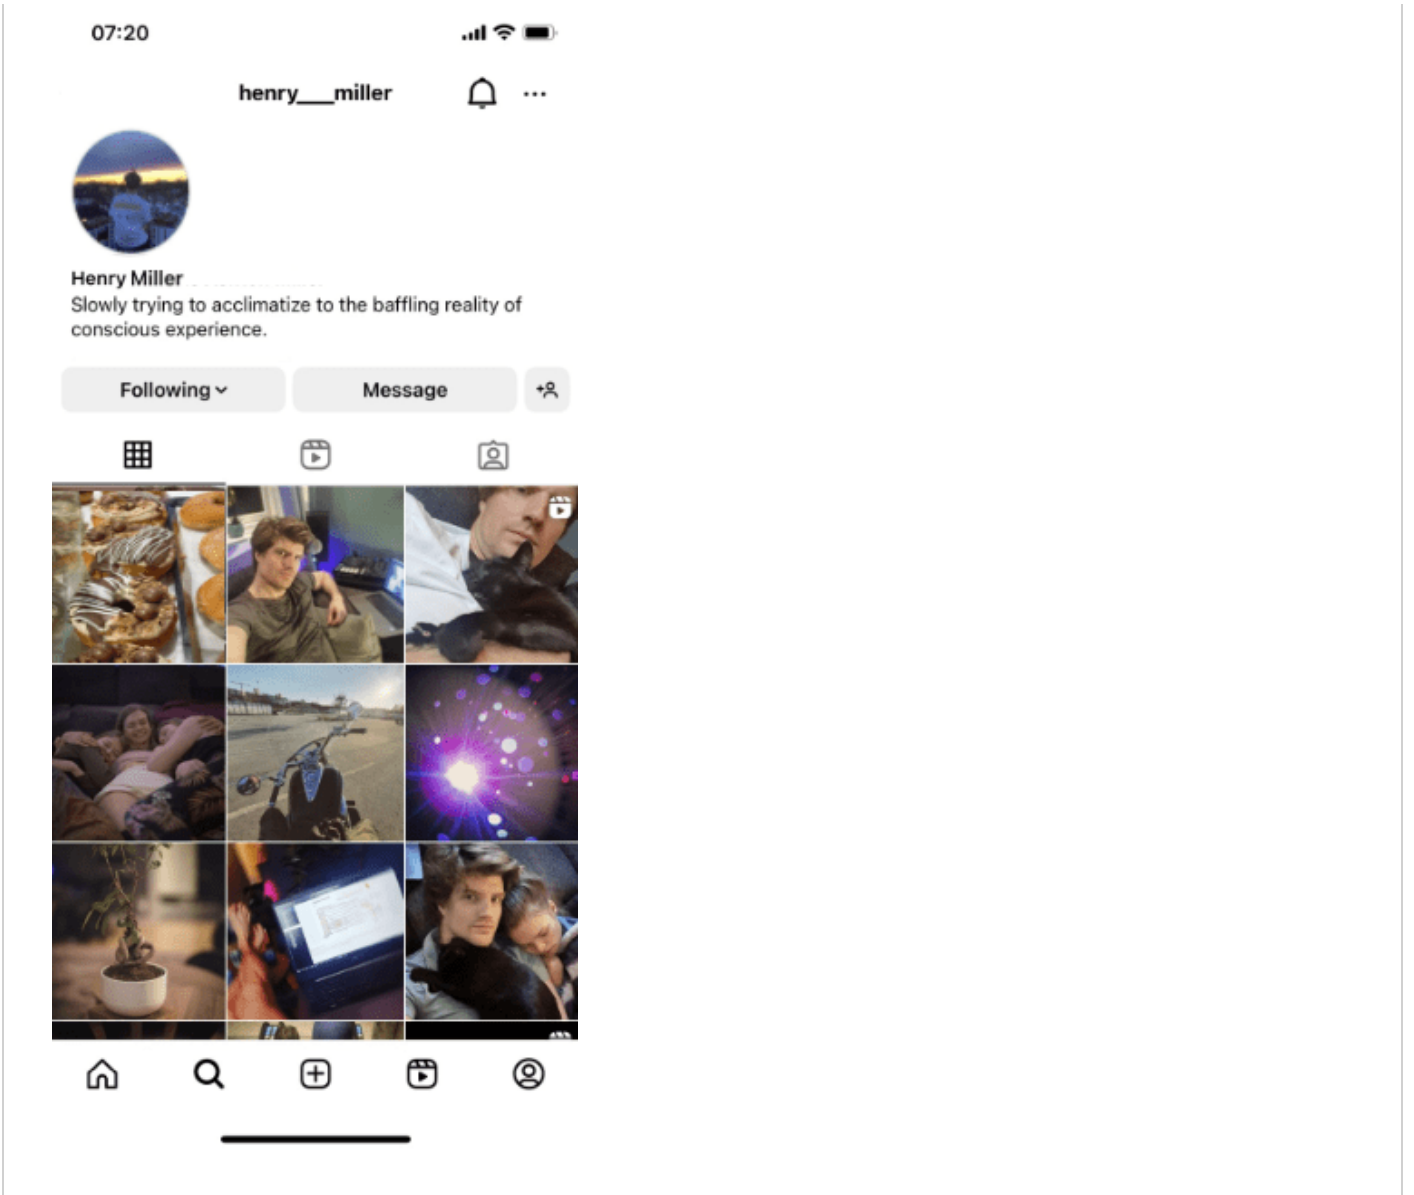 07:20
henry___miller
Henry Miller
Slowly trying to acclimatize to the baffling reality of
conscious experience.
Following
Message